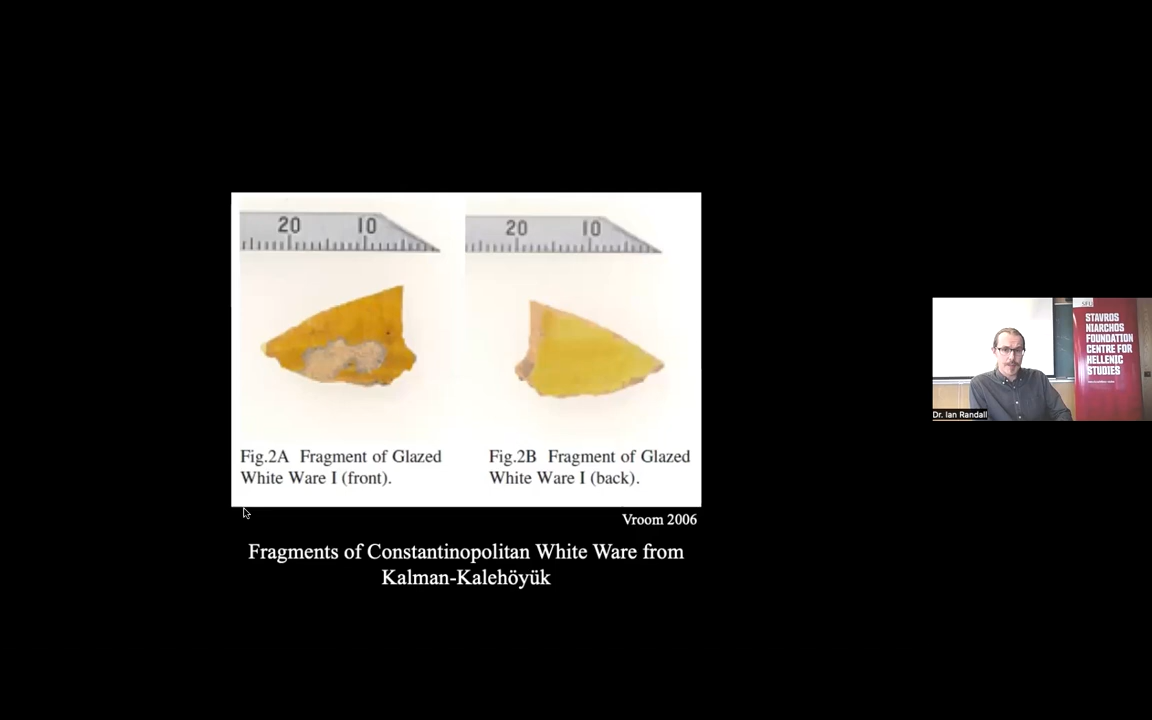 20 10
20 10
Fig.2A Fragment of Glazed
White Ware I (front).
Fig.2B Fragment of Glazed
White Ware I (back).
Vroom 2006
Fragments of Constantinopolitan White Ware from
Kalman-Kalehöyük
SFU
STAVROS
NIARCHOS
FOUNDATION
CENTRE FOR
HELLENIC
STUDIES
Dr. Ian Randall